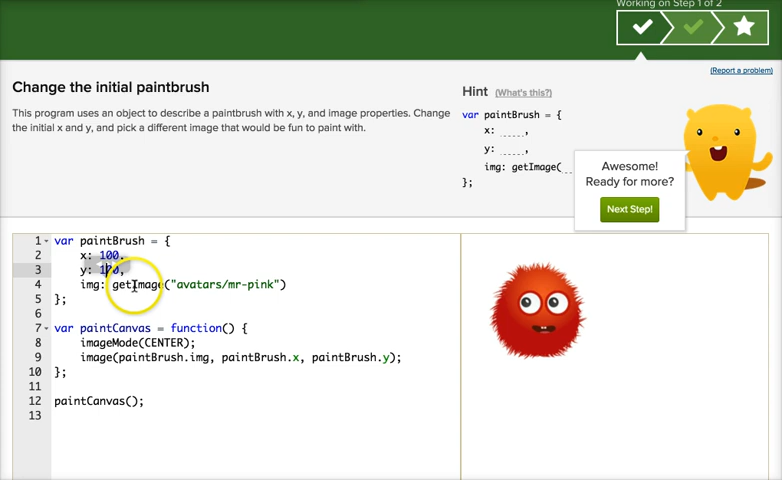 Working on Step 1 of 2
(Report a problem)
Change the initial paintbrush
This program uses an object to describe a paintbrush with x, y, and image properties. Change
the initial x and y, and pick a different image that would be fun to paint with.
Hint (What's this?)
var paintBrush = {
x: _____,
y: _____,
img: getImage(
};
Awesome!
Ready for more?
Next Step!
1 var paintBrush = {
2 x: 100,
3 y: 100,
4 img: getImage("avatars/mr-pink")
5 };
6
7 var paintCanvas = function() {
8 imageMode(CENTER);
9 image(paintBrush.img, paintBrush.x, paintBrush.y);
10 };
11
12 paintCanvas();
13